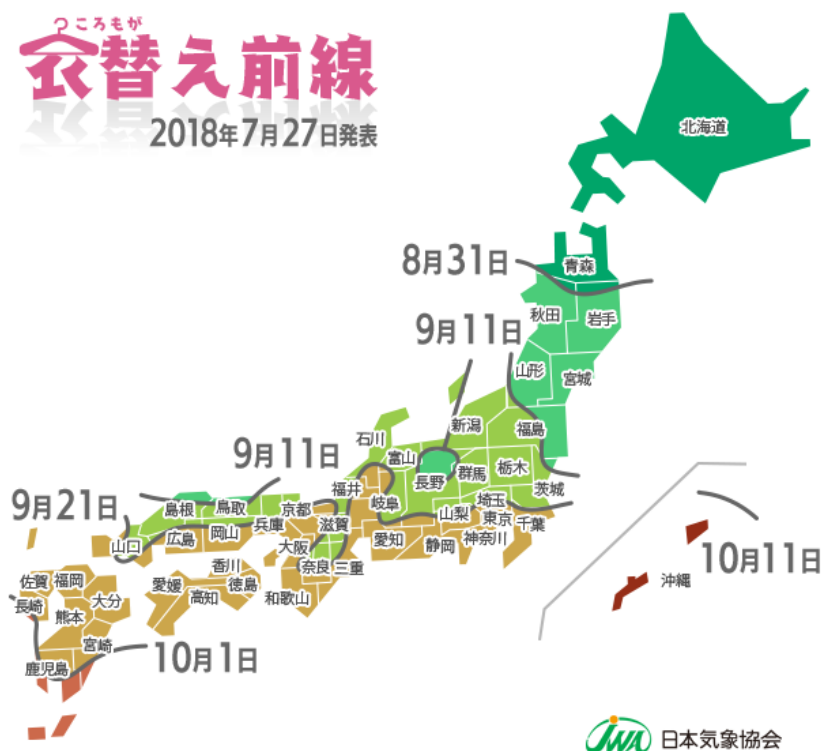 ころもが
衣替え前線
2018年7月27日発表
北海道
8月31日
青森
秋田
岩手
9月11日
山形
宮城
新潟
福島
石川
富山
長野
群馬
栃木
9月11日
福井
岐阜
埼玉
茨城
9月21日
島根
鳥取
京都
兵庫
滋賀
山梨
東京
千葉
山口
広島
岡山
大阪
愛知
静岡
神奈川
10月11日
奈良
三重
沖縄
佐賀
福岡
香川
愛媛
高知
徳島
和歌山
長崎
大分
熊本
宮崎
鹿児島
10月1日
JWA 日本気象協会